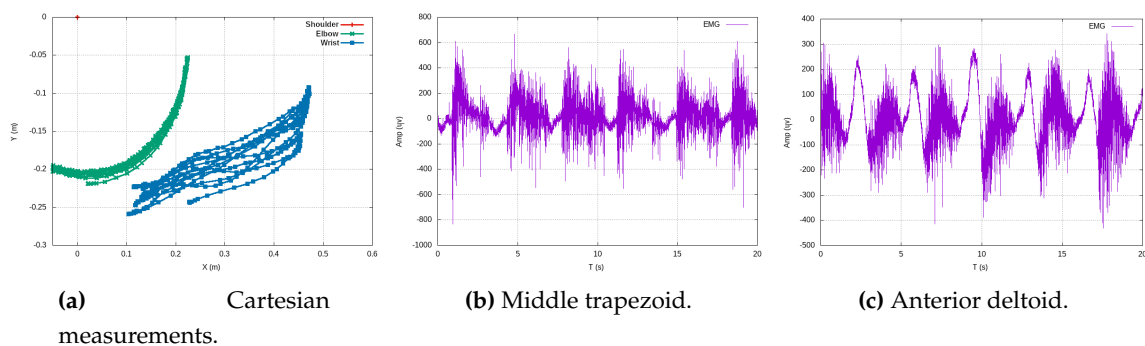 0
-0.05
-0.1
-0.15
-0.2
-0.25
-0.3
Y (m)
0 0.1 0.2 0.3 0.4 0.5 0.6
X (m)
Shoulder
Elbow
Wrist
800
600
400
200
0
-200
-400
-600
-800
-1000
Amp (qv)
0 5 10 15 20
T (s)
EMG
400
300
200
100
0
-100
-200
-300
-400
-500
Amp (qv)
0 5 10 15 20
T (s)
EMG
(a) Cartesian
measurements.
(b) Middle trapezoid.
(c) Anterior deltoid.